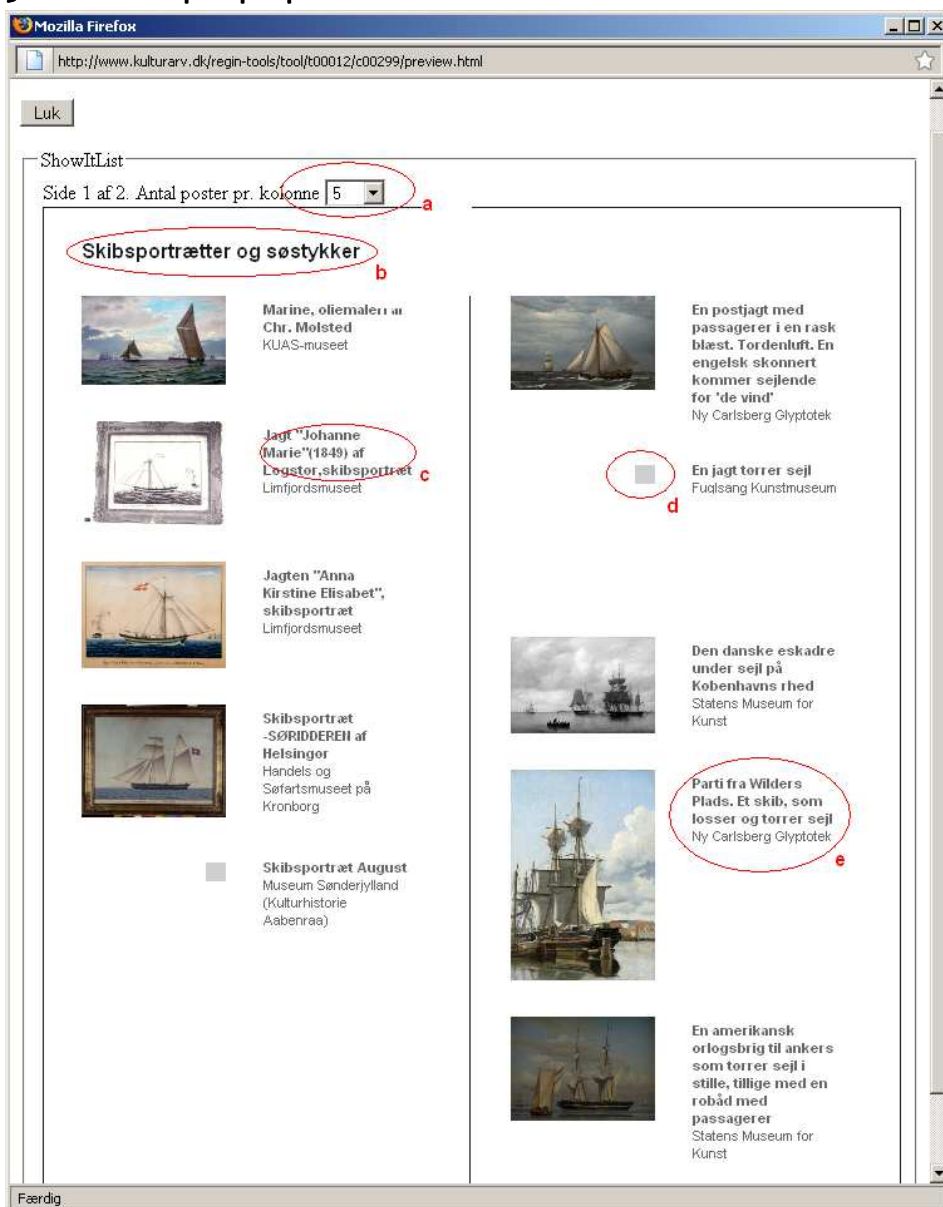 Mozilla Firefox
http://www.kulturarv.dk/regin-tools/tool/t00012/c00299/preview.html
Luk
ShowItList
Side 1 af 2. Antal poster pr. kolonne 5
a
Skibsportrætter og søstykker
b
Marine, oliemaleri af
Chr. Mølsted
KUAS-museet
Jagt "Johanne
Marie"(1849) af
Løgstør,skibsportræt
Limfjordsmuseet
c
Jagten "Anna
Kirstine Elisabet",
skibsportræt
Limfjordsmuseet
Skibsportræt
-SØRIDDEREN af
Helsingør
Handels og
Søfartsmuseet på
Kronborg
Skibsportræt August
Museum Sønderjylland
(Kulturhistorie
Aabenraa)
En postjagt med
passagerer i en rask
blæst. Tordenluft. En
engelsk skonnert
kommer sejlende
for 'de vind'
Ny Carlsberg Glyptotek
En jagt tørrer sejl
Fuglsang Kunstmuseum
d
Den danske eskadre
under sejl på
Københavns rhed
Statens Museum for
Kunst
Parti fra Wilders
Plads. Et skib, som
losser og tørrer sejl
Ny Carlsberg Glyptotek
e
En amerikansk
orlogsbrig til ankers
som tørrer sejl i
stille, tillige med en
robåd med
passagerer
Statens Museum for
Kunst
Færdig